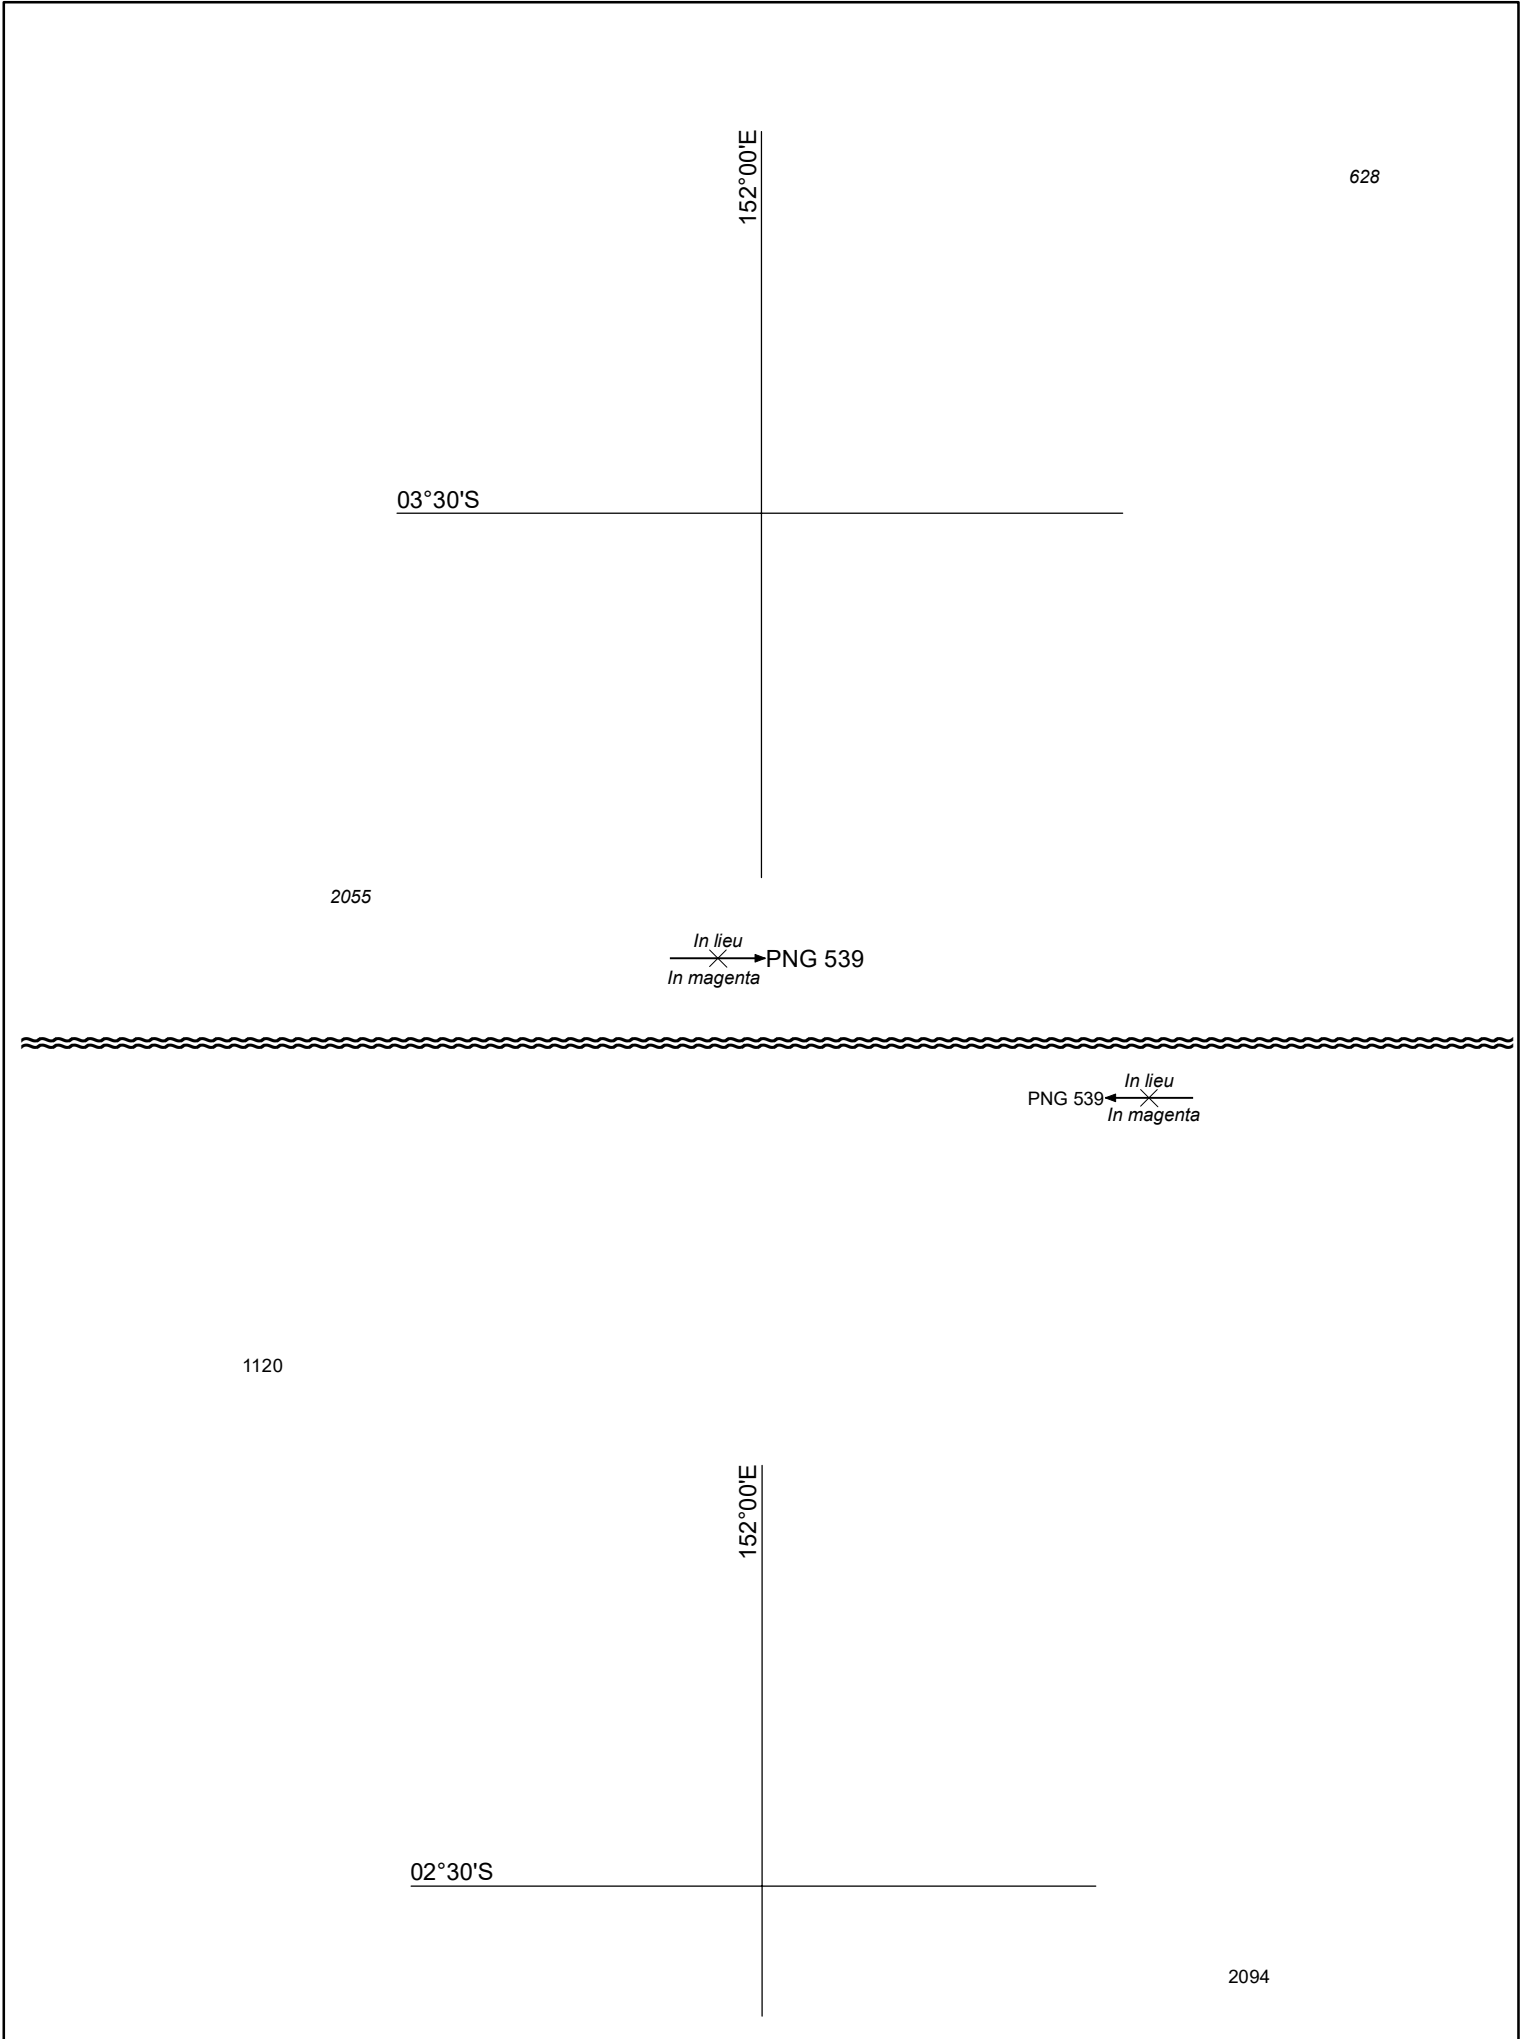 152°00'E
628
03°30'S
2055
In lieu
PNG 539
In magenta
In lieu
PNG 539
In magenta
1120
152°00'E
02°30'S
2094